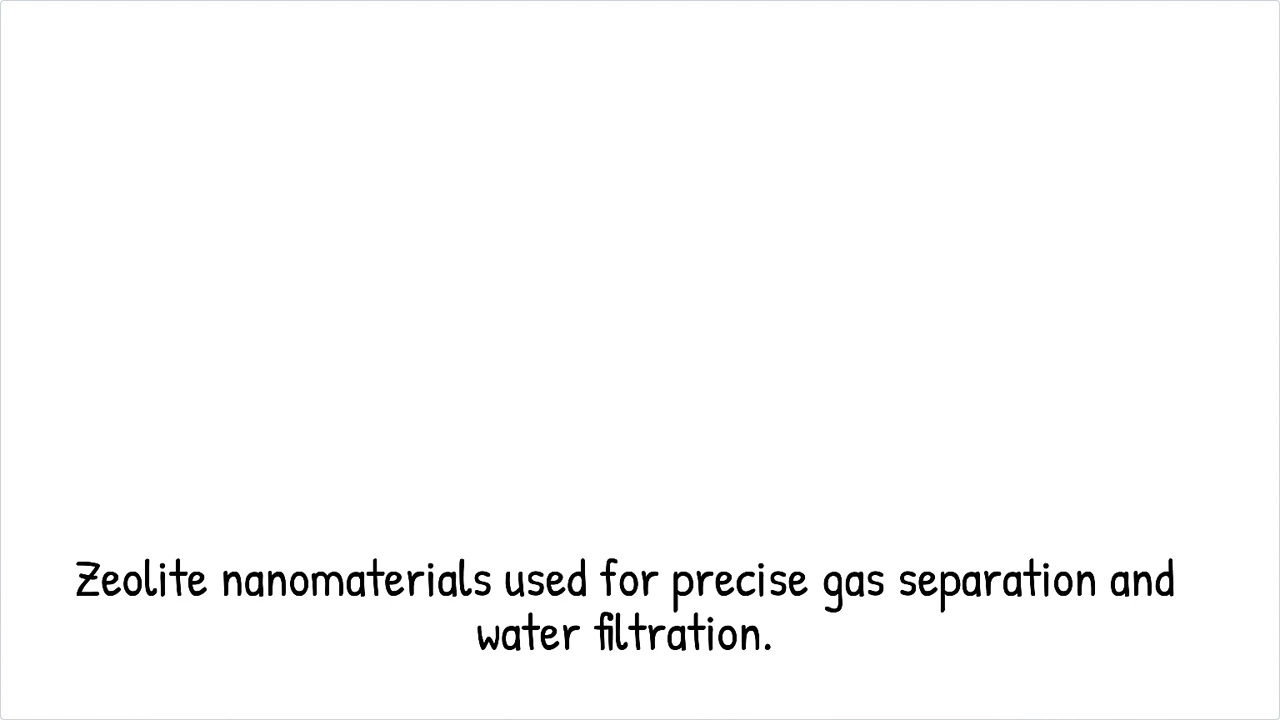 Zeolite nanomaterials used for precise gas separation and
water filtration.